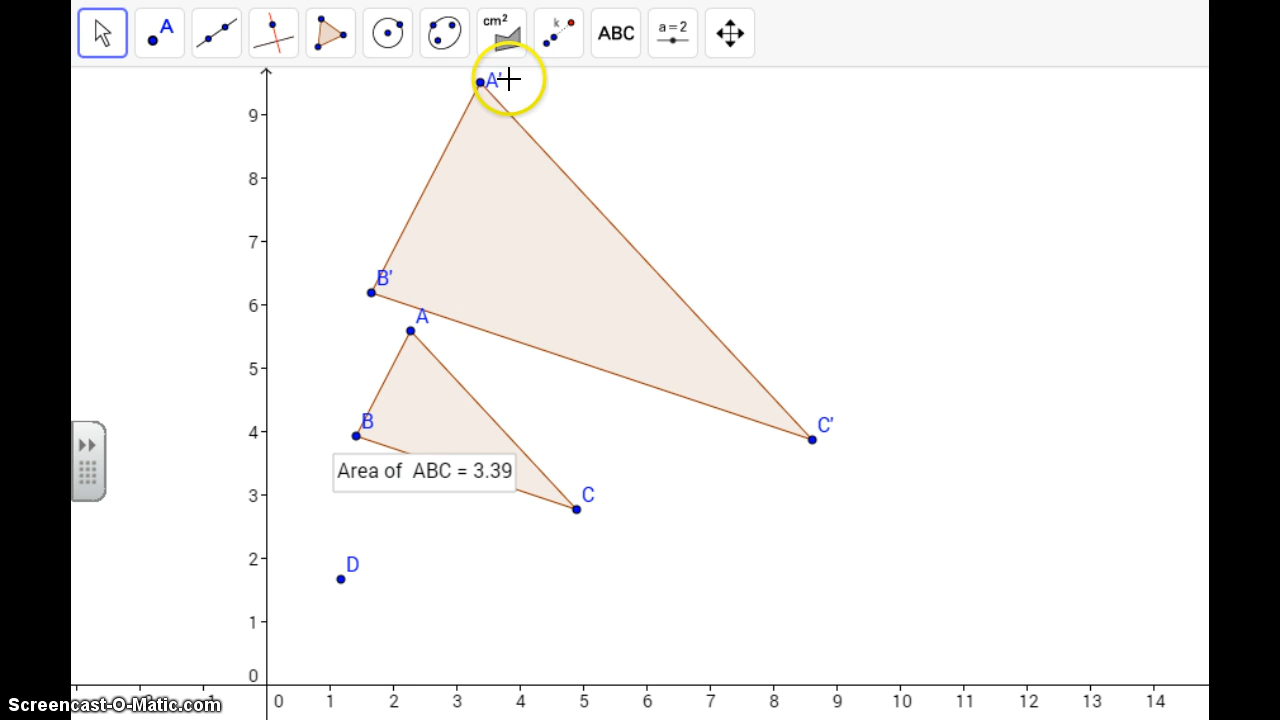 A cm² k ABC a=2
A'
9
8
7
B'
6
A
5
B
C'
4
Area of ABC = 3.39
C
3
2
D
1
0
0 1 2 3 4 5 6 7 8 9 10 11 12 13 14
Screencast-O-Matic.com